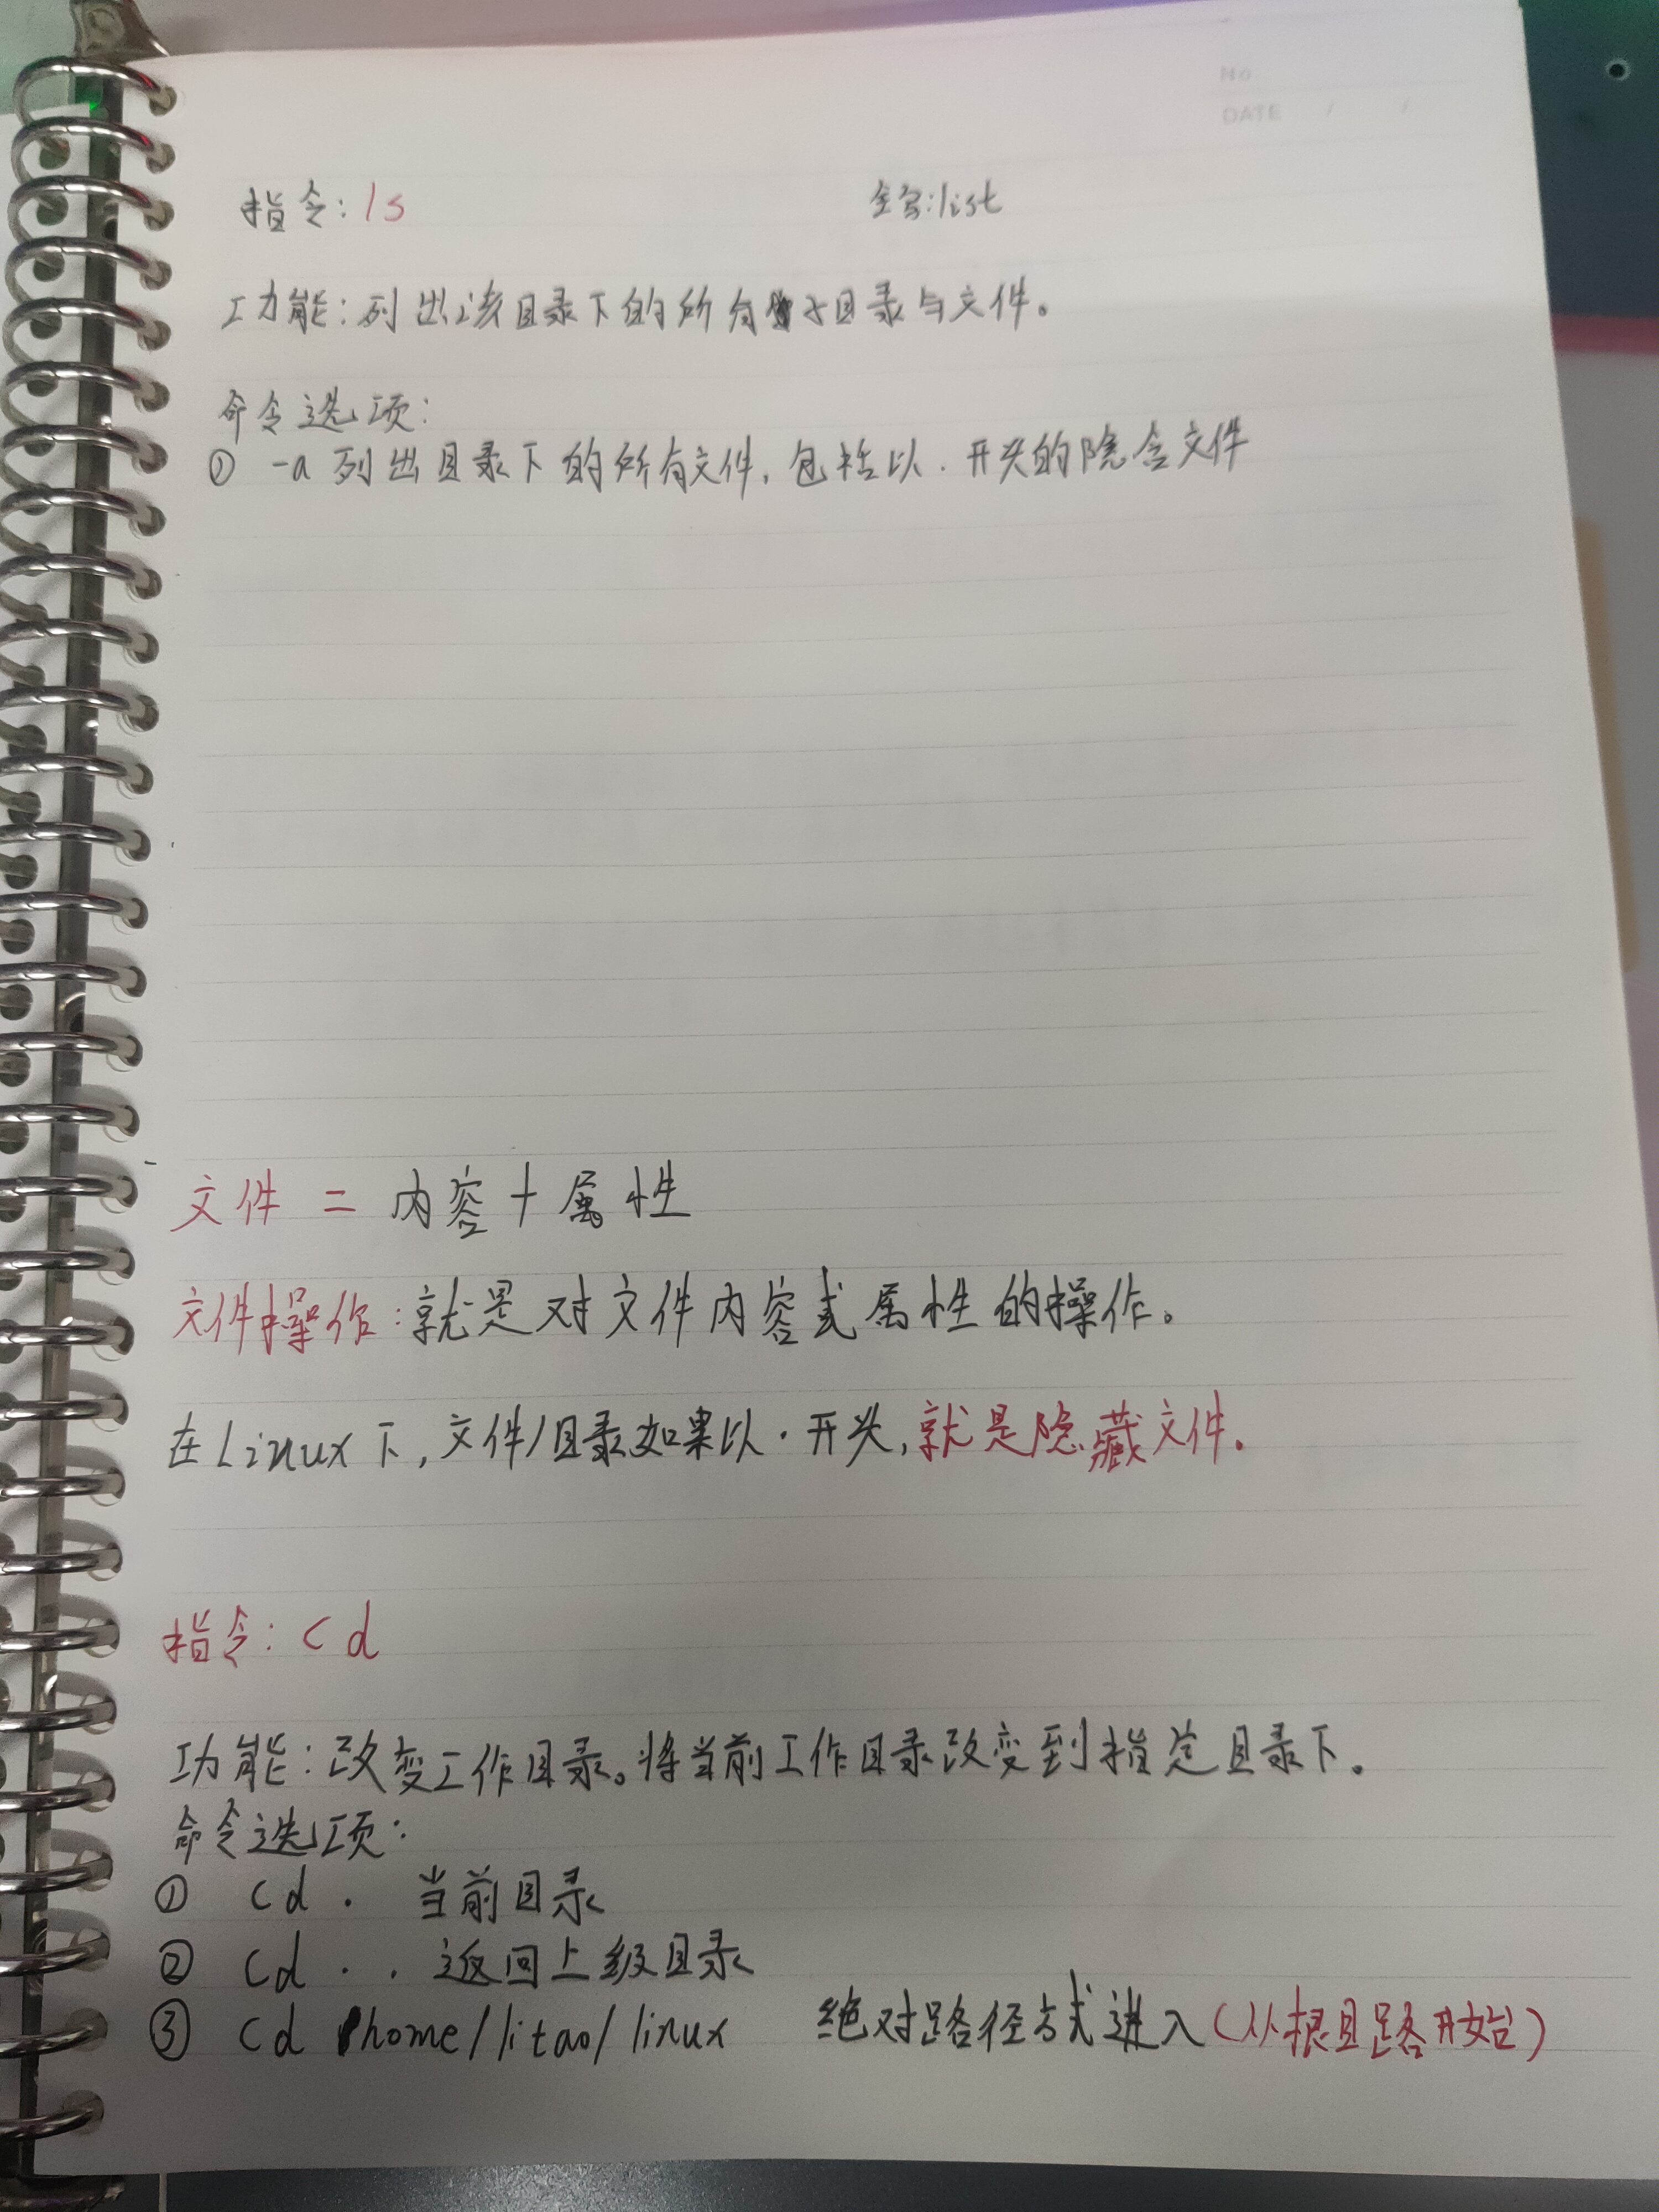 No
DATE / /
指令：ls 全写：list
功能：列出该目录下的所有子目录与文件。
命令选项：
① -a 列出目录下的所有文件，包括以 . 开头的隐含文件
文件 = 内容 + 属性
文件操作：就是对文件内容或属性的操作。
在Linux下，文件/目录如果以 . 开头，就是隐藏文件。
指令：cd
功能：改变工作目录。将当前工作目录改变到指定目录下。
命令选项：
① cd . 当前目录
② cd . . 返回上级目录
③ cd /home/litao/linux 绝对路径方式进入（从根目路开始）